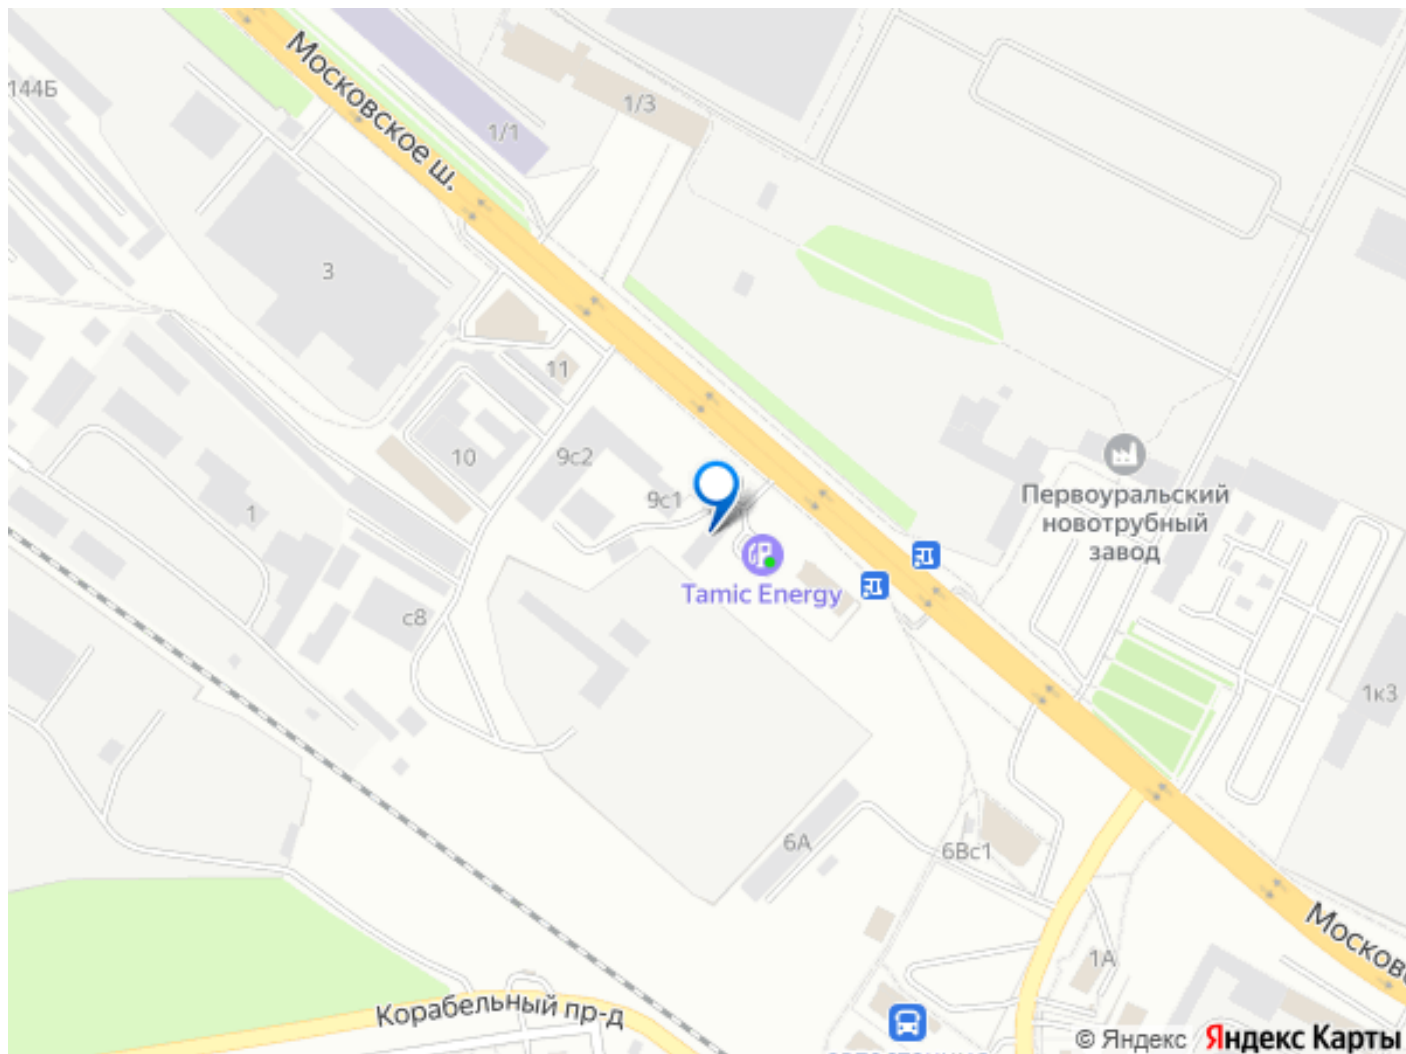 Московское ш.
144Б
1/1
1/3
3
11
10
9с2
9с1
1
с8
Tamic Energy
Первоуральский
новотрубный
завод
1к3
6А
6Вс1
1А
Московс
Корабельный пр-д
© Яндекс Яндекс Карты